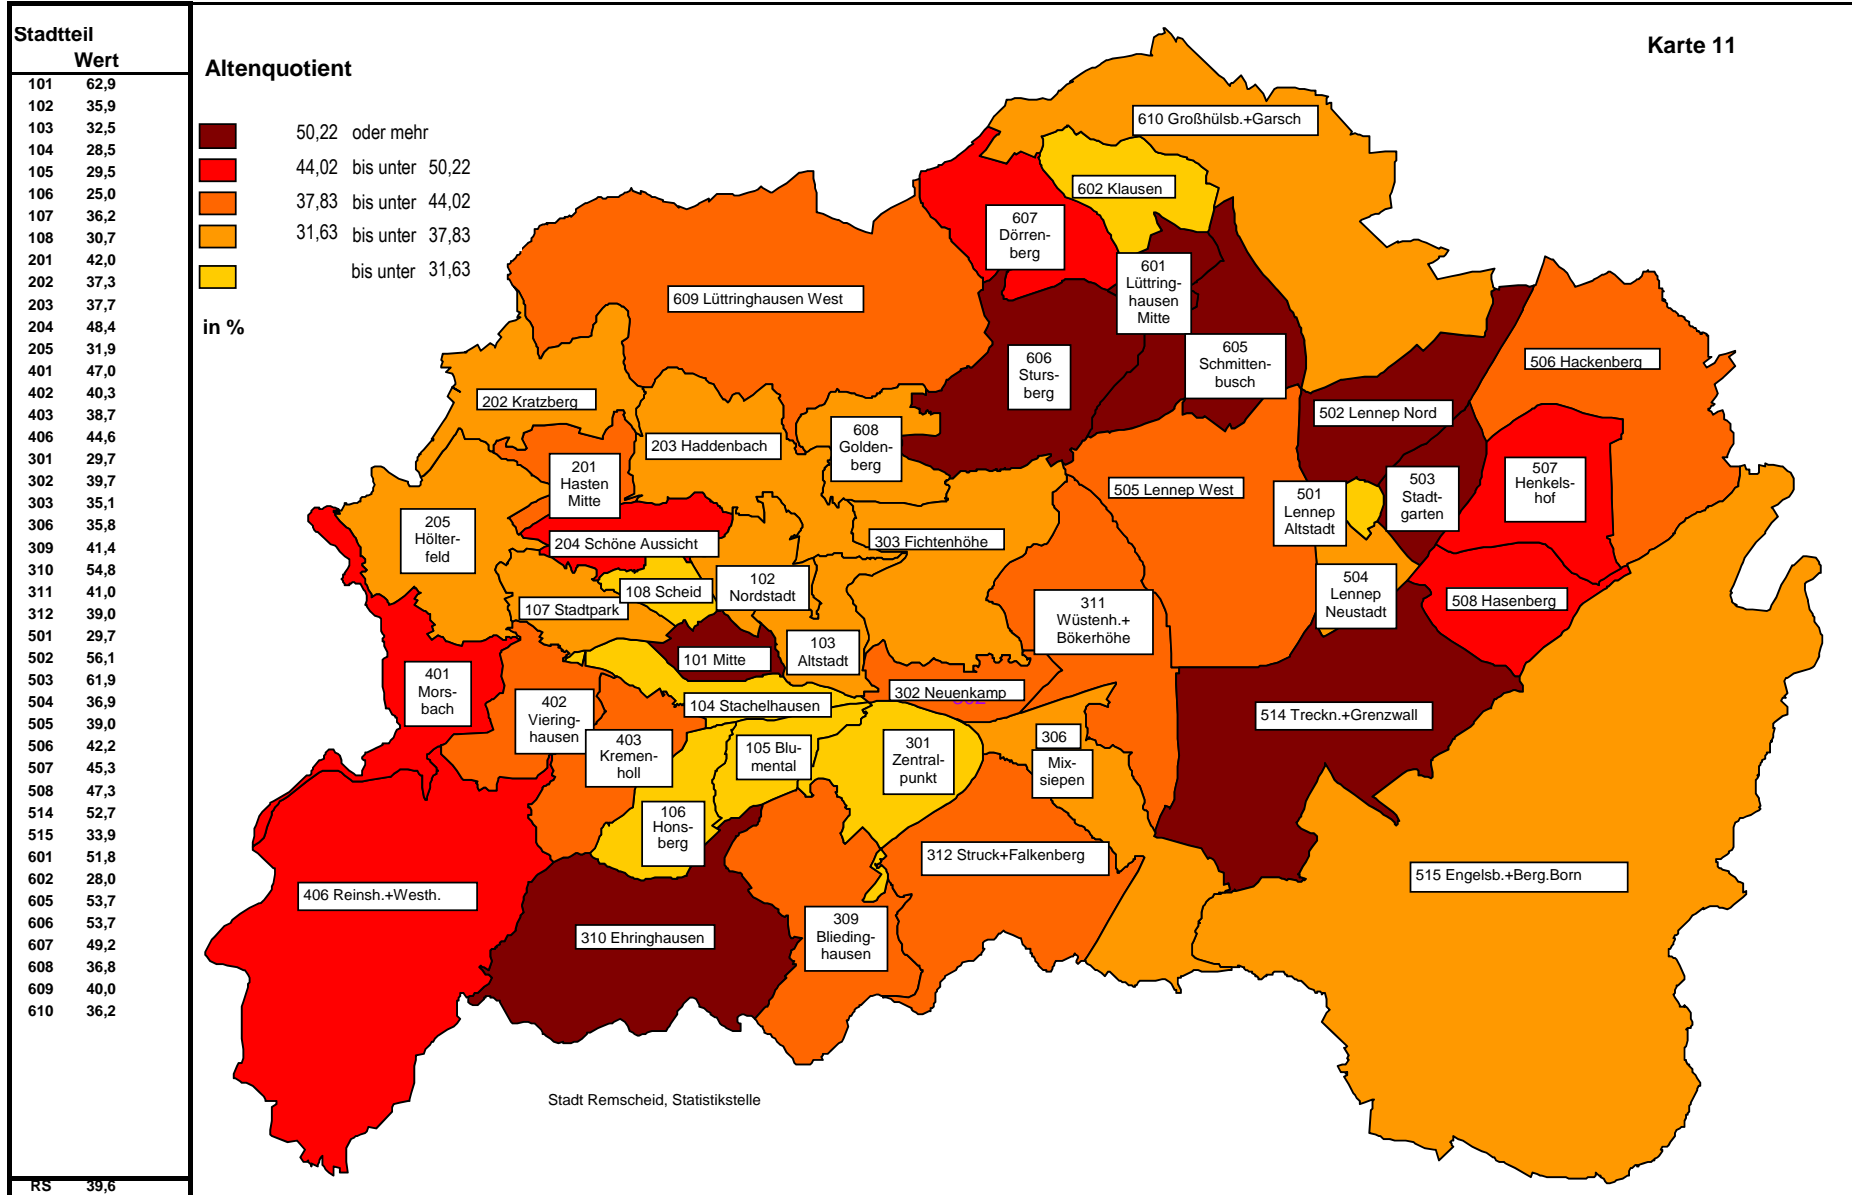 Stadtteil
Wert
101 62,9
102 35,9
103 32,5
104 28,5
105 29,5
106 25,0
107 36,2
108 30,7
201 42,0
202 37,3
203 37,7
204 48,4
205 31,9
401 47,0
402 40,3
403 38,7
406 44,6
301 29,7
302 39,7
303 35,1
306 35,8
309 41,4
310 54,8
311 41,0
312 39,0
501 29,7
502 56,1
503 61,9
504 36,9
505 39,0
506 42,2
507 45,3
508 47,3
514 52,7
515 33,9
601 51,8
602 28,0
605 53,7
606 53,7
607 49,2
608 36,8
609 40,0
610 36,2
RS 39,6
Altenquotient
50,22 oder mehr
44,02 bis unter 50,22
37,83 bis unter 44,02
31,63 bis unter 37,83
bis unter 31,63
in %
Karte 11
610 Großhülsb.+Garsch
602 Klausen
607
Dörren-
berg
601
Lüttring-
hausen
Mitte
609 Lüttringhausen West
606
Sturs-
berg
605
Schmitten-
busch
506 Hackenberg
202 Kratzberg
502 Lennep Nord
203 Haddenbach
608
Golden-
berg
201
Hasten
Mitte
505 Lennep West
501
Lennep
Altstadt
503
Stadt-
garten
507
Henkels-
hof
205
Hölter-
feld
204 Schöne Aussicht
303 Fichtenhöhe
108 Scheid
102
Nordstadt
504
Lennep
Neustadt
107 Stadtpark
311
Wüstenh.+
Bökerhöhe
508 Hasenberg
101 Mitte
103
Altstadt
401
Mors-
bach
302 Neuenkamp
402
Viering-
hausen
104 Stachelhausen
514 Treckn.+Grenzwall
403
Kremen-
holl
105 Blu-
mental
301
Zentral-
punkt
306
Mix-
siepen
106
Hons-
berg
312 Struck+Falkenberg
406 Reinsh.+Westh.
515 Engelsb.+Berg.Born
310 Ehringhausen
309
Blieding-
hausen
Stadt Remscheid, Statistikstelle